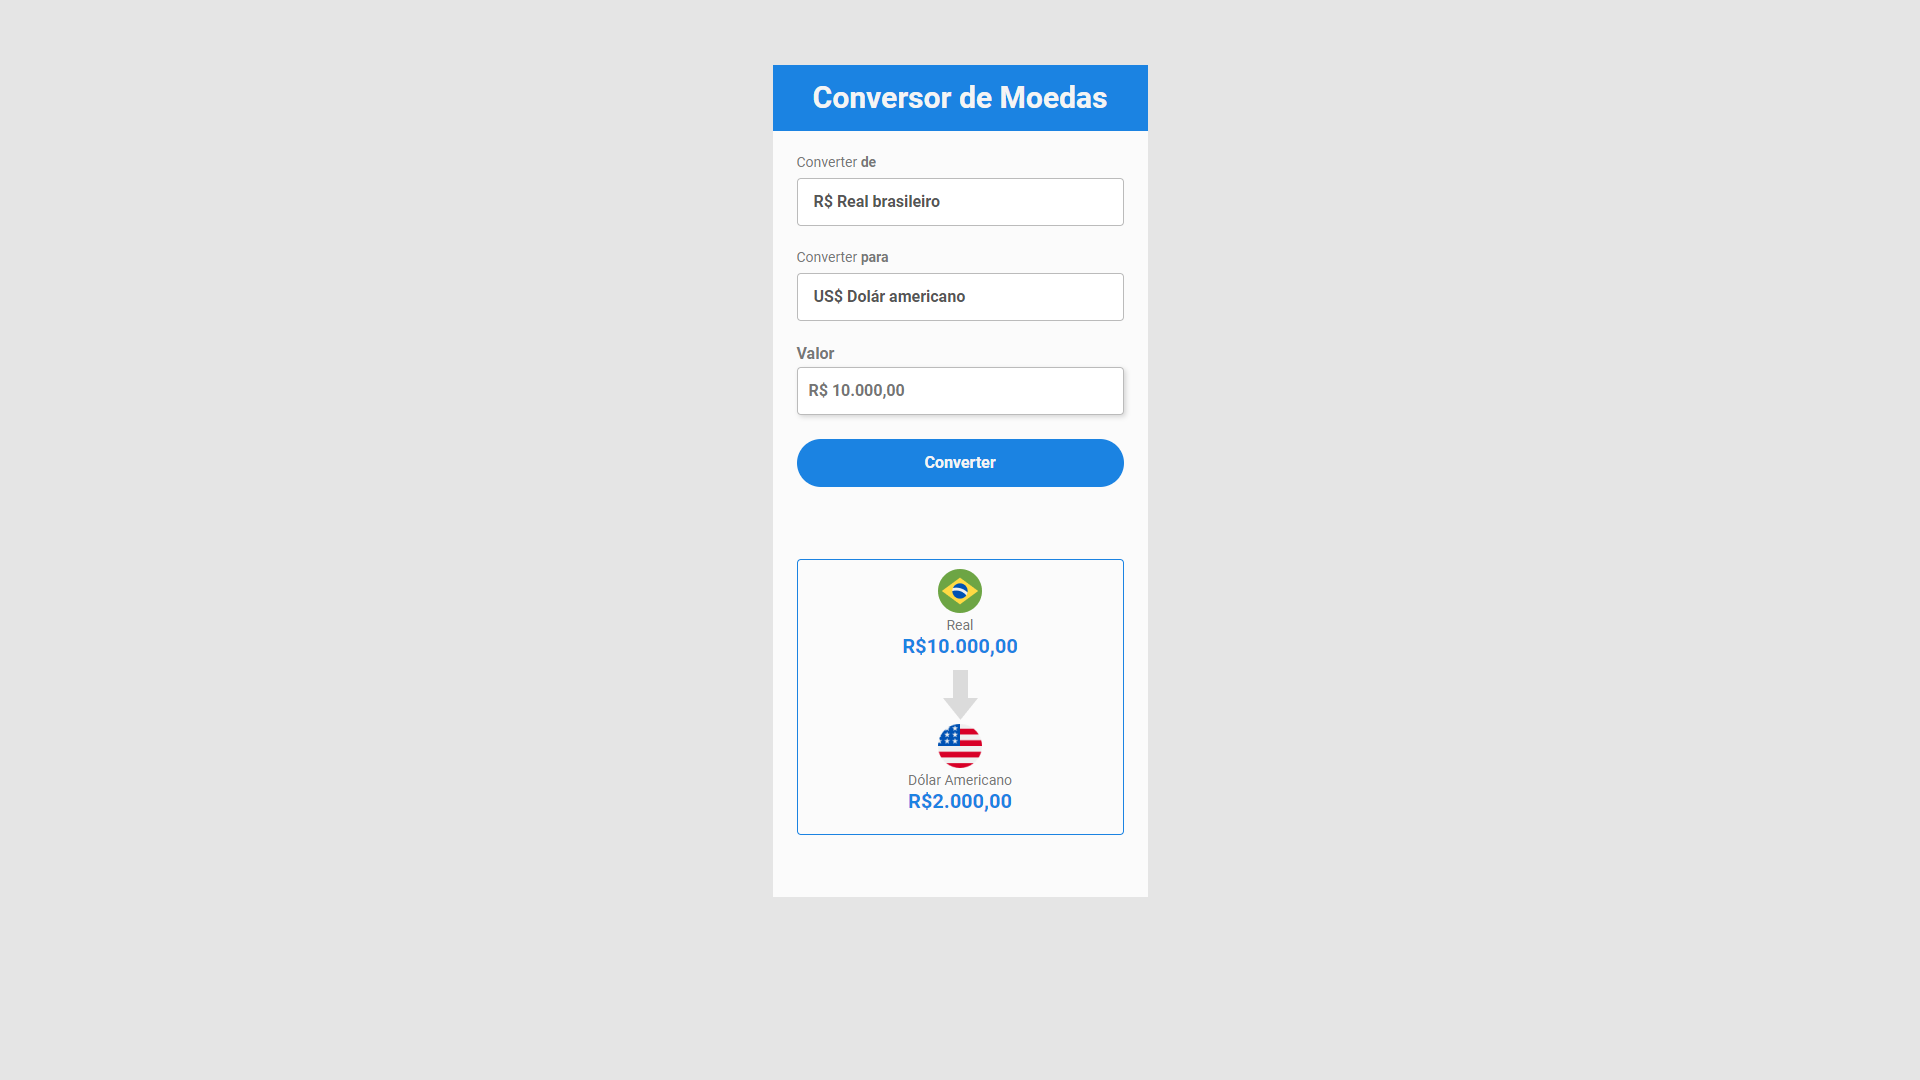 Conversor de Moedas
Converter de
R$ Real brasileiro
Converter para
US$ Dolár americano
Valor
R$ 10.000,00
Converter
Real
R$10.000,00
Dólar Americano
R$2.000,00